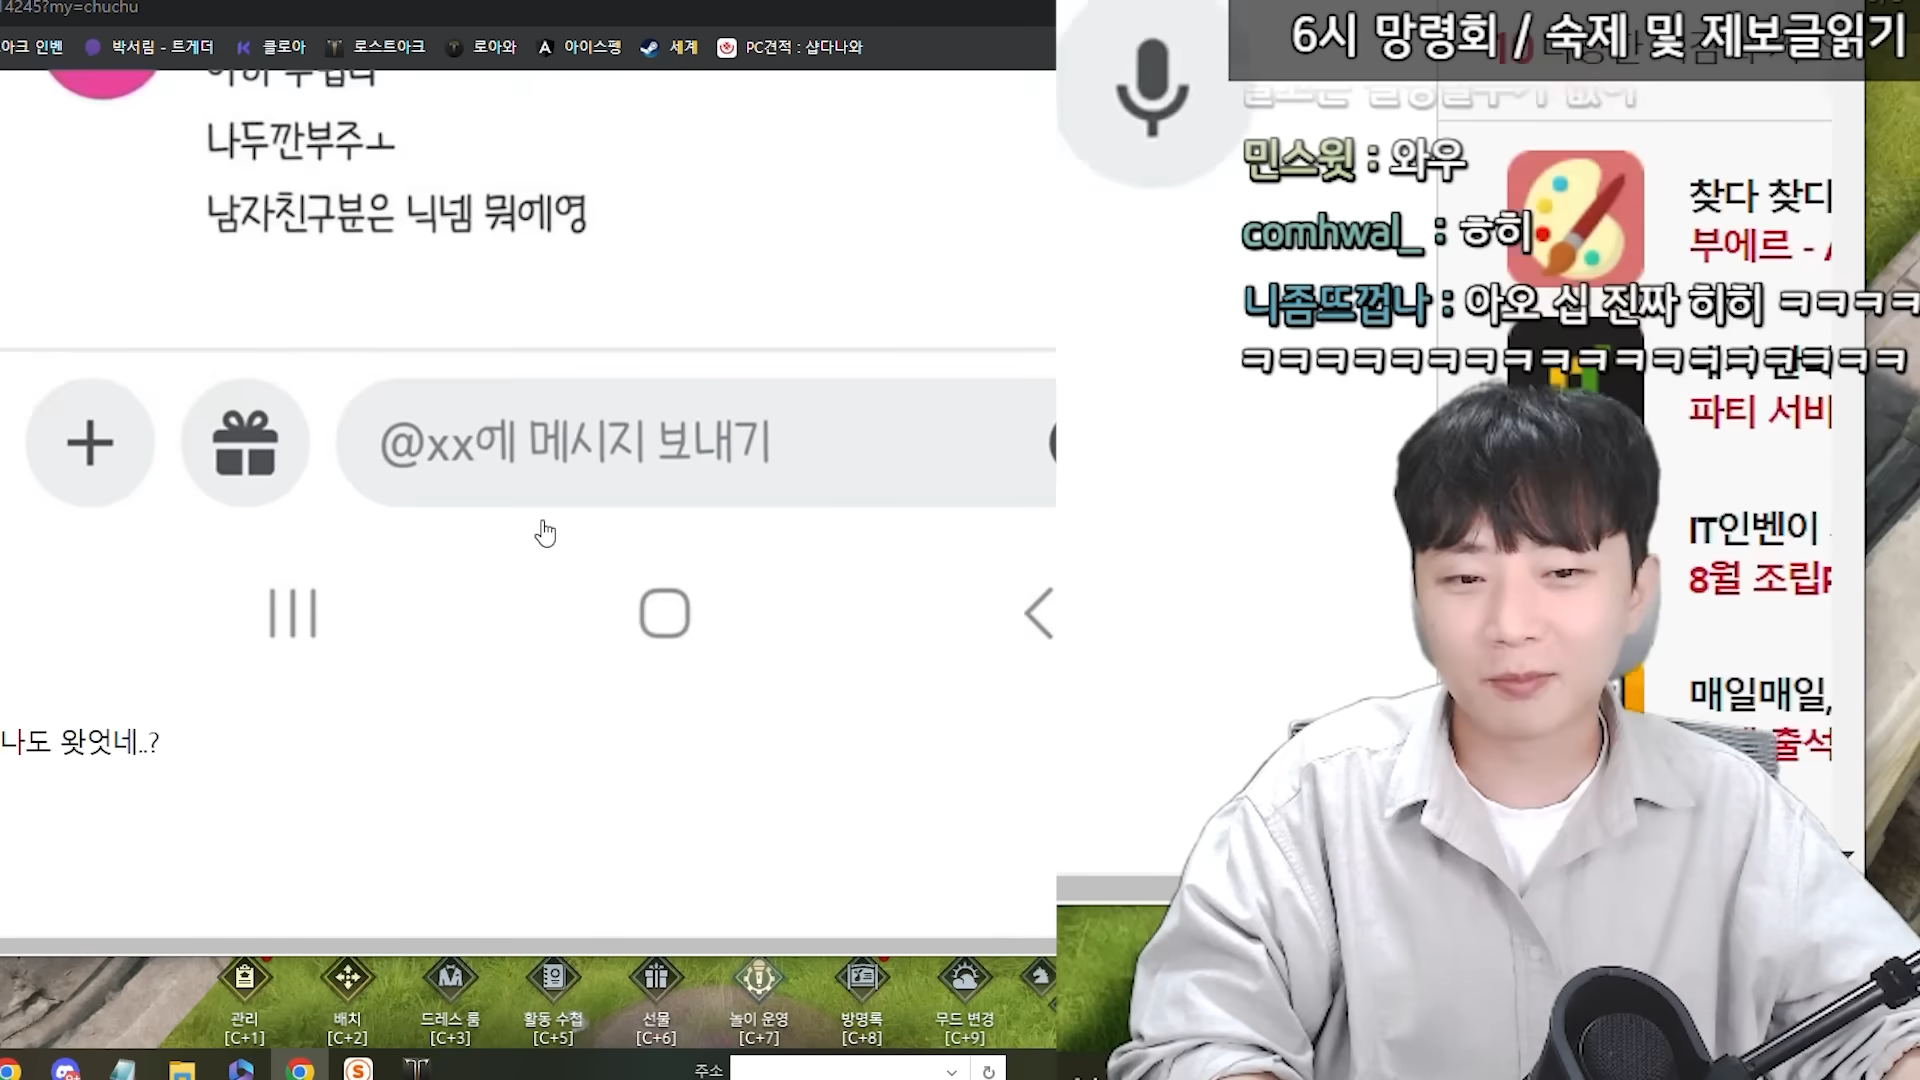 14245?my=chuchu
아크 인벤
박서림 - 트게더
클로아
로스트아크
로아와
아이스펭
세계
PC견적 : 샵다나와
6시 망령회 / 숙제 및 제보글읽기
나두깐부주ㅗ
남자친구뷴은 닉넴 뭐에영
민스윗 : 와우
comhwal_ : ㅎ히
니좀뜨껍나 : 아오 십 진짜 히히 ㅋㅋㅋㅋ
찾다 찾다
부에르 -
파티 서비
IT인벤이
8월 조립P
매일매일,
출석
@xx에 메시지 보내기
나도 왓엇네..?
관리
[C+1]
배치
[C+2]
드레스 룸
[C+3]
활동 수첩
[C+5]
선물
[C+6]
놀이 운영
[C+7]
방명록
[C+8]
무드 변경
[C+9]
주소